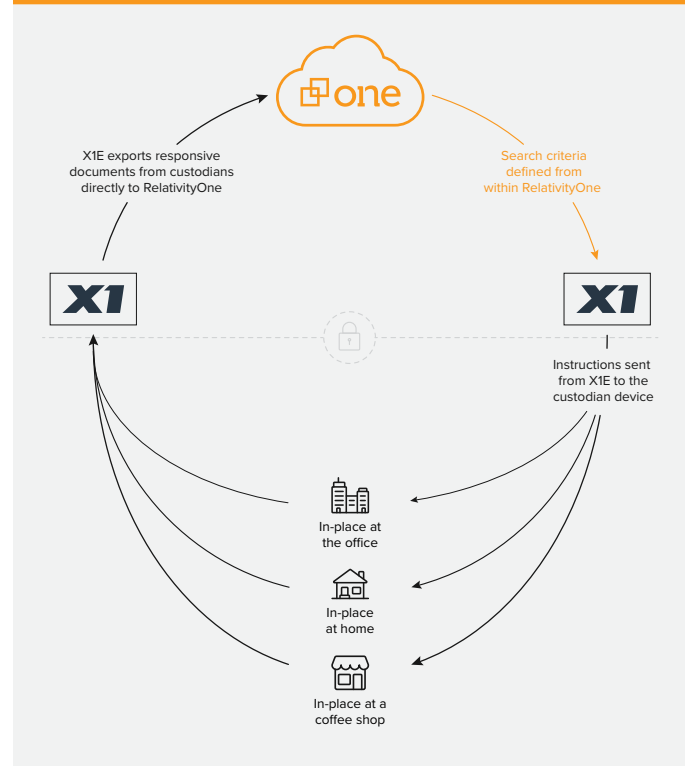 one
X1E exports responsive
documents from custodians
directly to RelativityOne
Search criteria
defined from
within RelativityOne
X1
X1
Instructions sent
from X1E to the
custodian device
In-place at
the office
In-place
at home
In-place at a
coffee shop